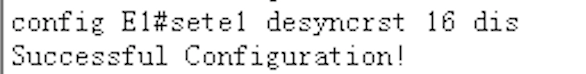 config E1#sete1 desyncrst 16 dis
Successful Configuration!